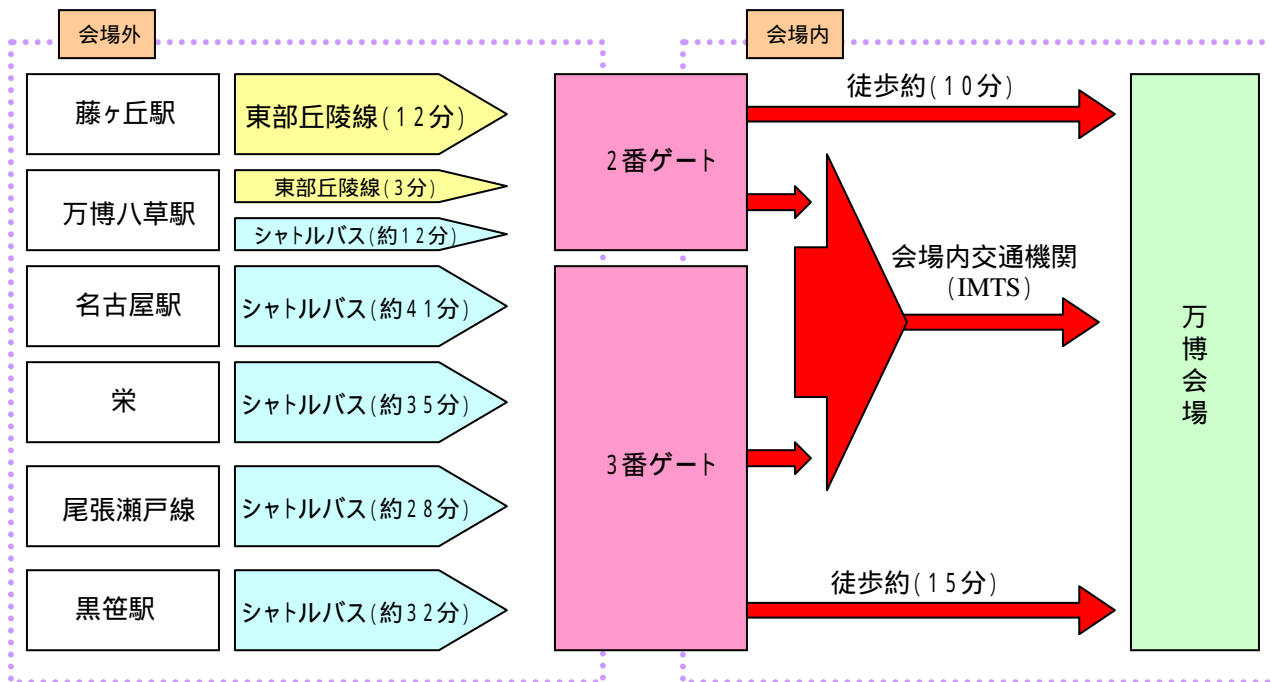 会場外
会場内
藤ヶ丘駅
東部丘陵線(12分)
万博八草駅
東部丘陵線(3分)
シャトルバス(約12分)
名古屋駅
シャトルバス(約41分)
栄
シャトルバス(約35分)
尾張瀬戸線
シャトルバス(約28分)
黒笹駅
シャトルバス(約32分)
2番ゲート
3番ゲート
徒歩約(10分)
会場内交通機関
(IMTS)
徒歩約(15分)
万博会場